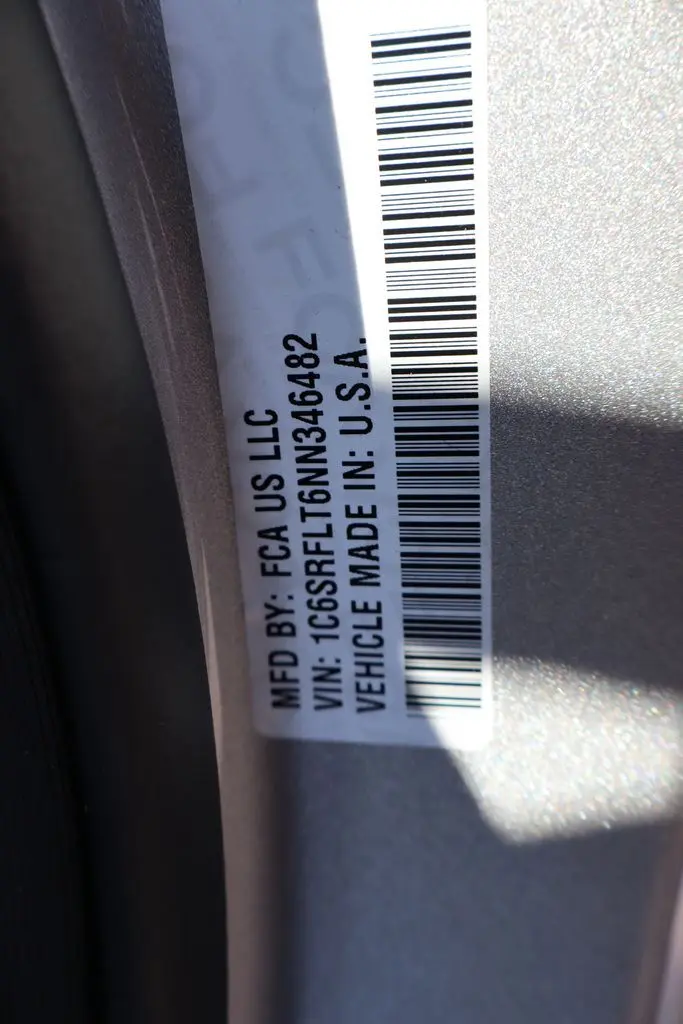 MFD BY: FCA US LLC
VIN: 1C6SRFLT6NN346482
VEHICLE MADE IN: U.S.A.